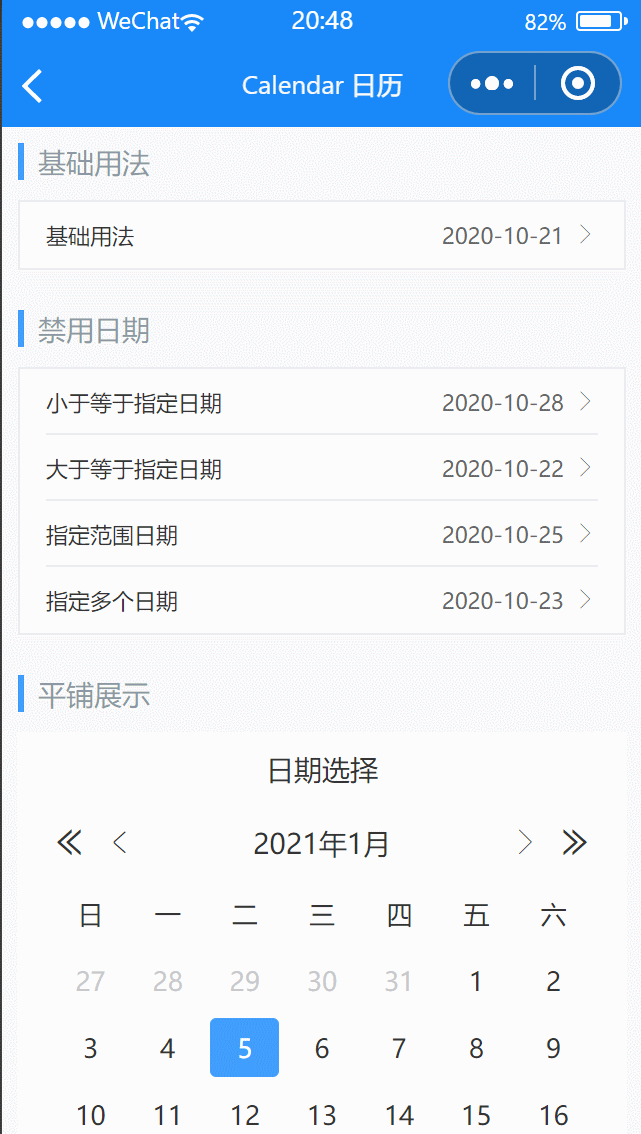 WeChat 20:48 82%
Calendar 日历
基础用法
基础用法 2020-10-21
禁用日期
小于等于指定日期 2020-10-28
大于等于指定日期 2020-10-22
指定范围日期 2020-10-25
指定多个日期 2020-10-23
平铺展示
日期选择
2021年1月
日 一 二 三 四 五 六
27 28 29 30 31 1 2
3 4 5 6 7 8 9
10 11 12 13 14 15 16